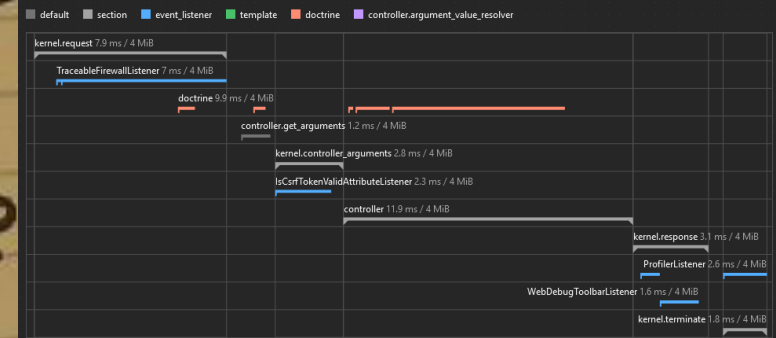 default section event_listener template doctrine controller.argument_value_resolver
kernel.request 7.9 ms / 4 MiB
TraceableFirewallListener 7 ms / 4 MiB
doctrine 9.9 ms / 4 MiB
controller.get_arguments 1.2 ms / 4 MiB
kernel.controller_arguments 2.8 ms / 4 MiB
IsCsrfTokenValidAttributeListener 2.3 ms / 4 MiB
controller 11.9 ms / 4 MiB
kernel.response 3.1 ms / 4 MiB
ProfilerListener 2.6 ms / 4 MiB
WebDebugToolbarListener 1.6 ms / 4 MiB
kernel.terminate 1.8 ms / 4 MiB